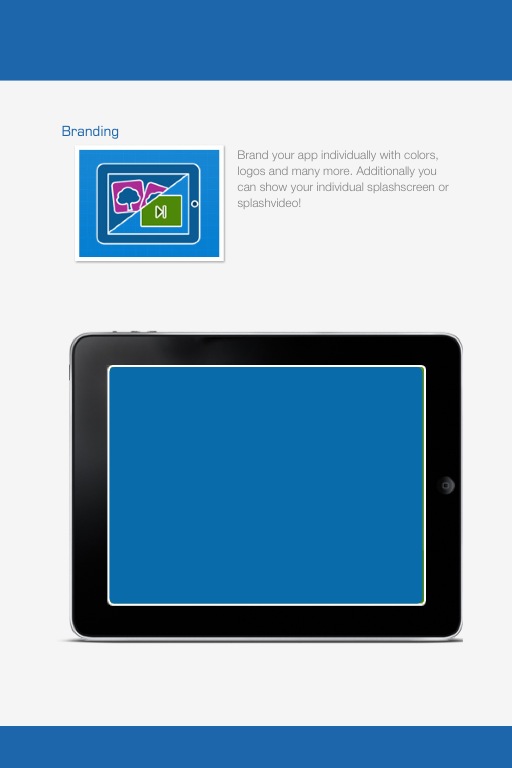 Branding
Brand your app individually with colors,
logos and many more. Additionally you
can show your individual splashscreen or
splashvideo!